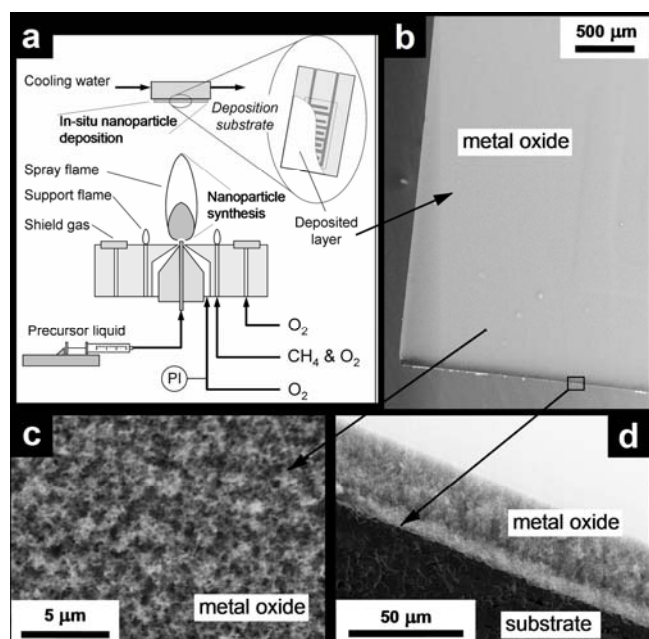 a
Cooling water
In-situ nanoparticle
deposition
Deposition
substrate
Spray flame
Support flame
Shield gas
Nanoparticle
synthesis
Deposited
layer
Precursor liquid
PI
O₂
CH₄ & O₂
O₂
b
500 µm
metal oxide
c
5 µm
metal oxide
d
metal oxide
50 µm
substrate